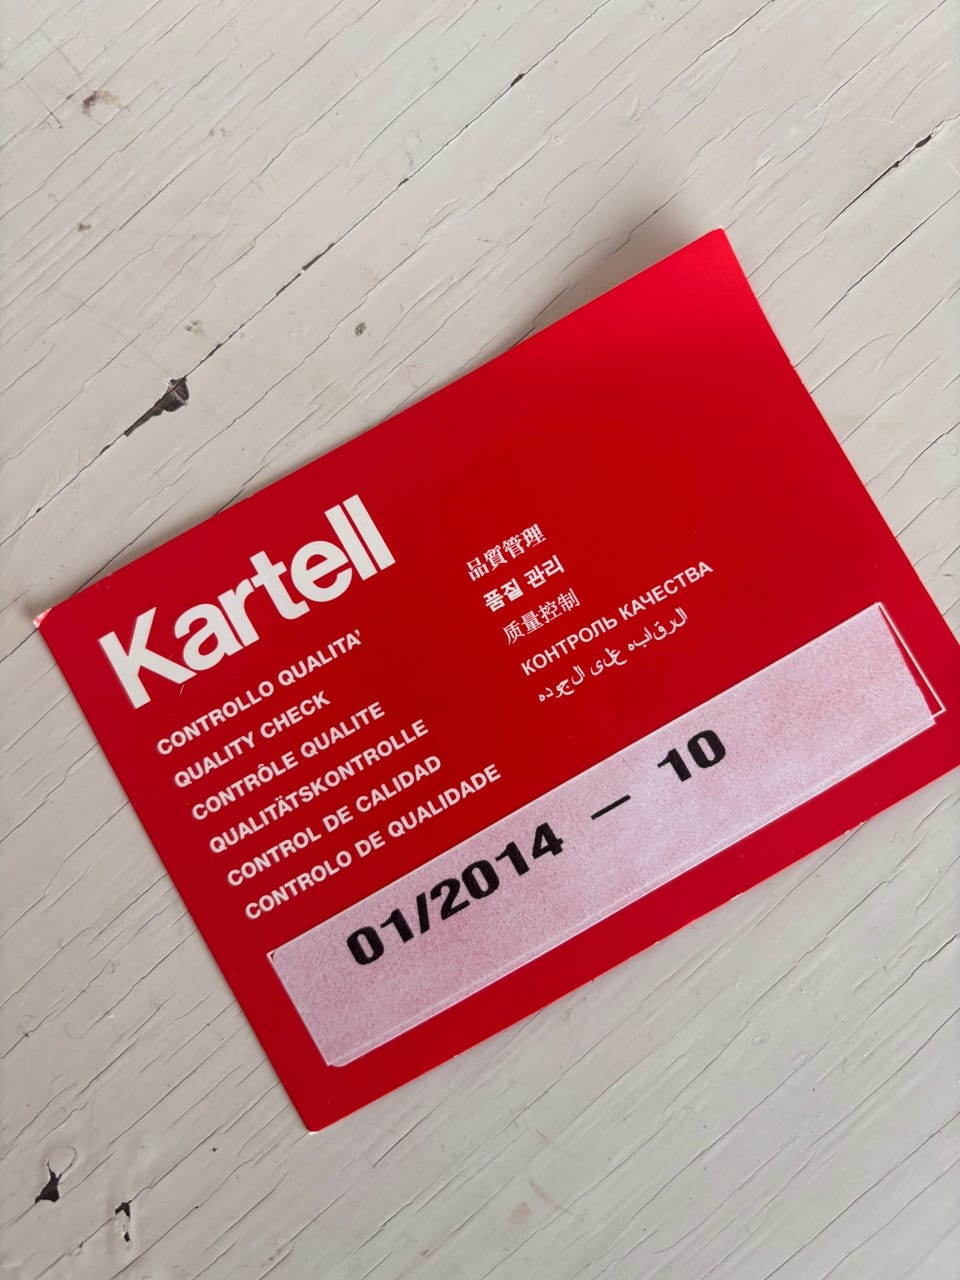 Kartell
CONTROLLO QUALITA'
QUALITY CHECK
CONTRÔLE QUALITE
QUALITÄTSKONTROLLE
CONTROL DE CALIDAD
CONTROLO DE QUALIDADE
品質管理
품질 관리
质量控制
КОНТРОЛЬ КАЧЕСТВА
الرقابه على الجوده
01/2014 — 10